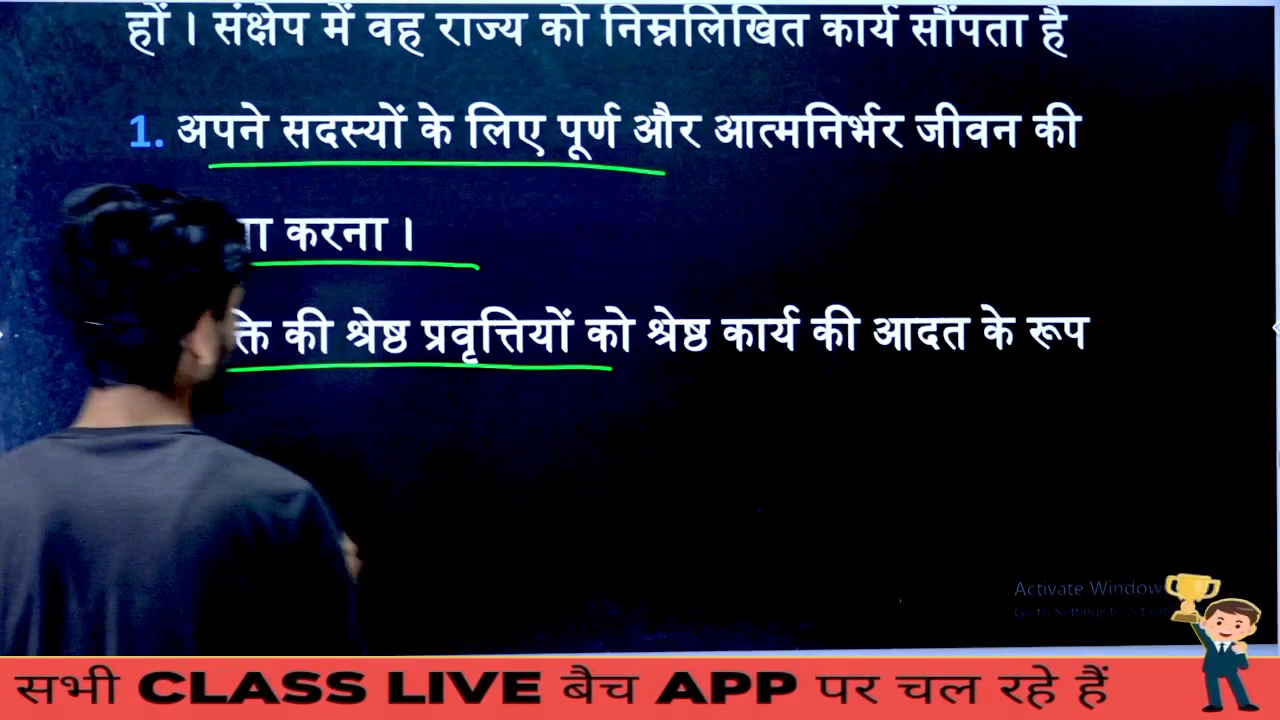 हों । संक्षेप में वह राज्य को निम्नलिखित कार्य सौंपता है
1. अपने सदस्यों के लिए पूर्ण और आत्मनिर्भर जीवन की
करना ।
की श्रेष्ठ प्रवृत्तियों को श्रेष्ठ कार्य की आदत के रूप
Activate Window
सभी CLASS LIVE बैच APP पर चल रहे हैं